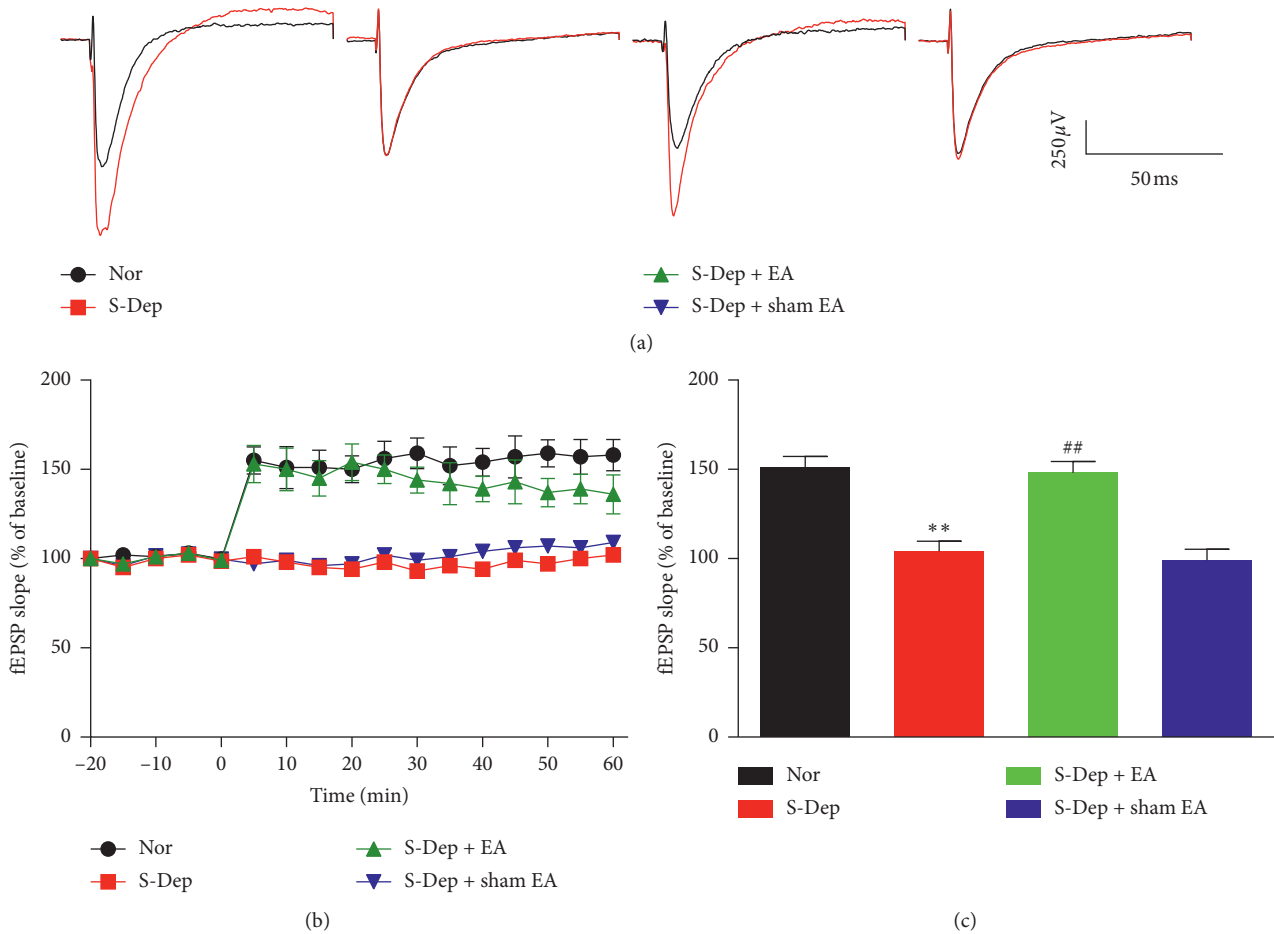 250 μV
50 ms
Nor
S-Dep
S-Dep + EA
S-Dep + sham EA
(a)
200
150
100
50
0
fEPSP slope (% of baseline)
–20
–10
0
10
20
30
40
50
60
Time (min)
Nor
S-Dep
S-Dep + EA
S-Dep + sham EA
(b)
200
150
100
50
0
fEPSP slope (% of baseline)
**
##
Nor
S-Dep
S-Dep + EA
S-Dep + sham EA
(c)